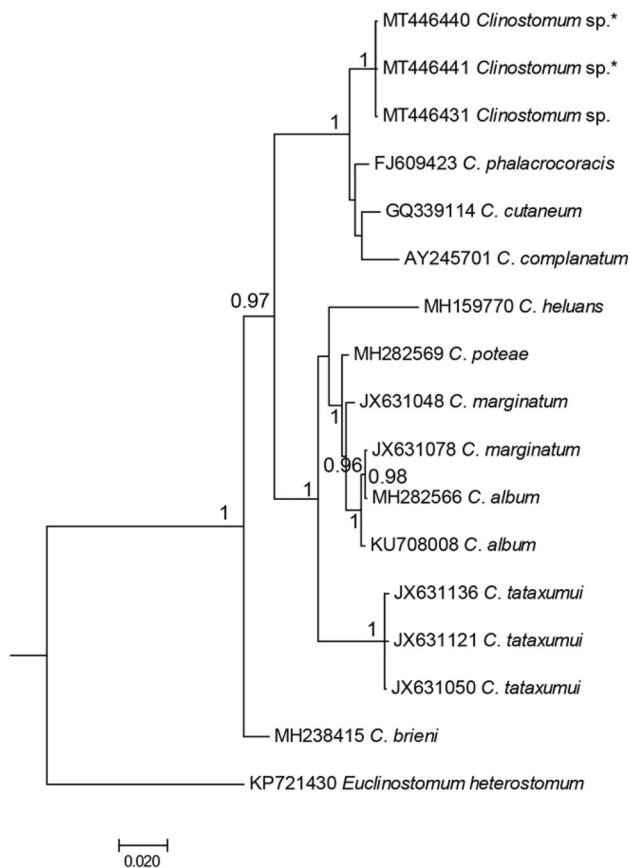 MT446440 Clinostomum sp.*
1
MT446441 Clinostomum sp.*
MT446431 Clinostomum sp.
1
FJ609423 C. phalacrocoracis
GQ339114 C. cutaneum
AY245701 C. complanatum
0.97
MH159770 C. heluans
MH282569 C. poteae
JX631048 C. marginatum
1
JX631078 C. marginatum
0.96
0.98
MH282566 C. album
1
1
1
KU708008 C. album
JX631136 C. tataxumui
1
JX631121 C. tataxumui
JX631050 C. tataxumui
MH238415 C. brieni
KP721430 Euclinostomum heterostomum
0.020